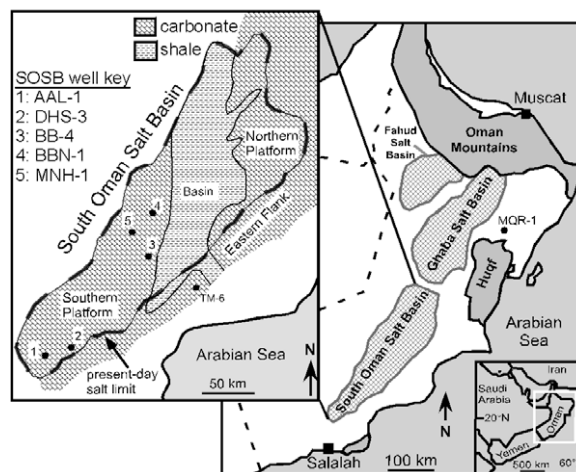 carbonate
shale
SOSB well key
1: AAL-1
2: DHS-3
3: BB-4
4: BBN-1
5: MNH-1
South Oman Salt Basin
Northern
Platform
Basin
Eastern Flank
4
5
3
Southern
Platform
TM-6
1
2
present-day
salt limit
50 km
N
Arabian Sea
Muscat
Oman
Mountains
Fahud
Salt
Basin
Ghaba Salt Basin
MQR-1
Huqf
South Oman Salt Basin
Arabian
Sea
N
Salalah
100 km
Iran
Saudi
Arabia
20°N
Oman
Yemen
500 km
60°